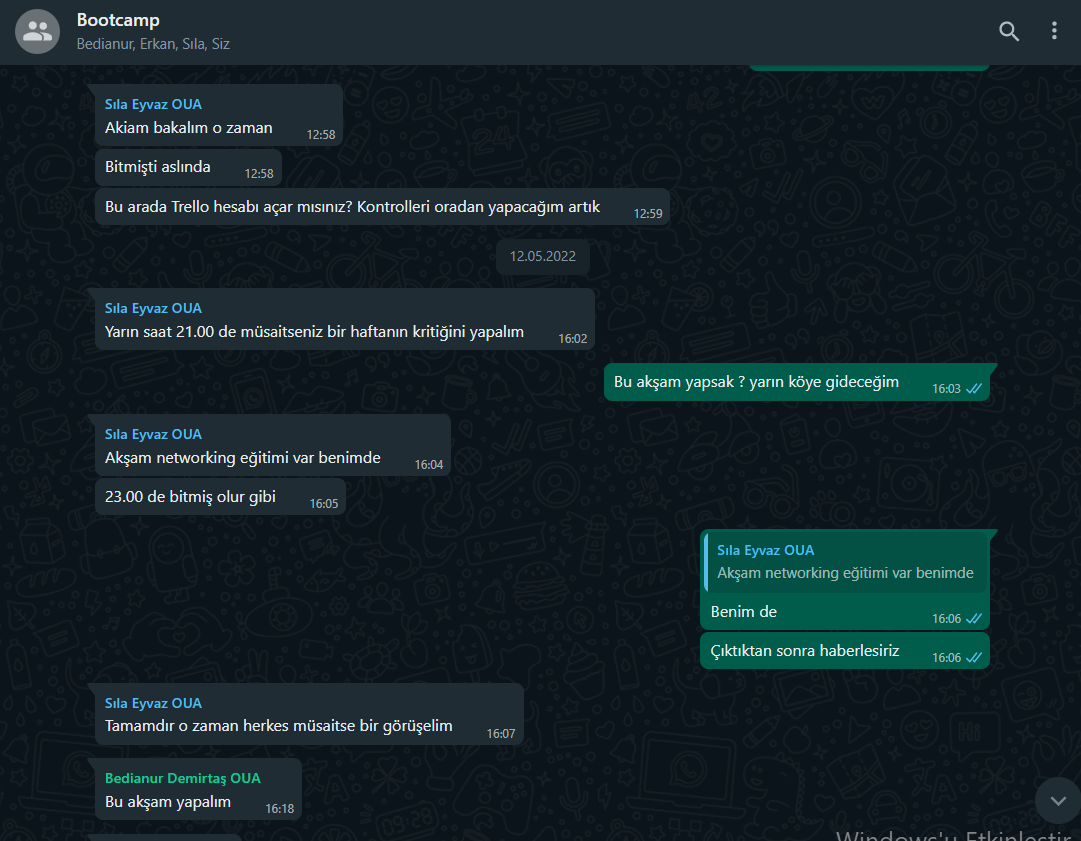 Bootcamp
Bedianur, Erkan, Sıla, Siz
Sıla Eyvaz OUA
Akiam bakalım o zaman
12:58
Bitmişti aslında
12:58
Bu arada Trello hesabı açar mısınız? Kontrolleri oradan yapacağım artık
12:59
12.05.2022
Sıla Eyvaz OUA
Yarın saat 21.00 de müsaitseniz bir haftanın kritiğini yapalım
16:02
Bu akşam yapsak ? yarın köye gideceğim
16:03
Sıla Eyvaz OUA
Akşam networking eğitimi var benimde
16:04
23.00 de bitmiş olur gibi
16:05
Sıla Eyvaz OUA
Akşam networking eğitimi var benimde
Benim de
16:06
Çıktıktan sonra haberlesiriz
16:06
Sıla Eyvaz OUA
Tamamdır o zaman herkes müsaitse bir görüşelim
16:07
Bedianur Demirtaş OUA
Bu akşam yapalım
16:18
Windows'u Etkinleştir